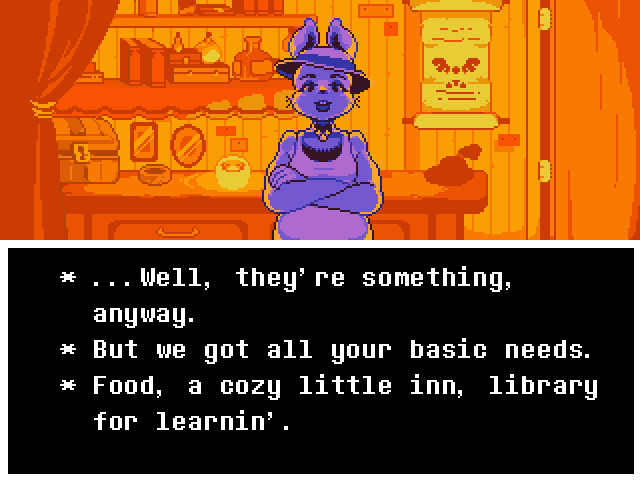 * ...Well, they're something,
anyway.
* But we got all your basic needs.
* Food, a cozy little inn, library
for learnin'.